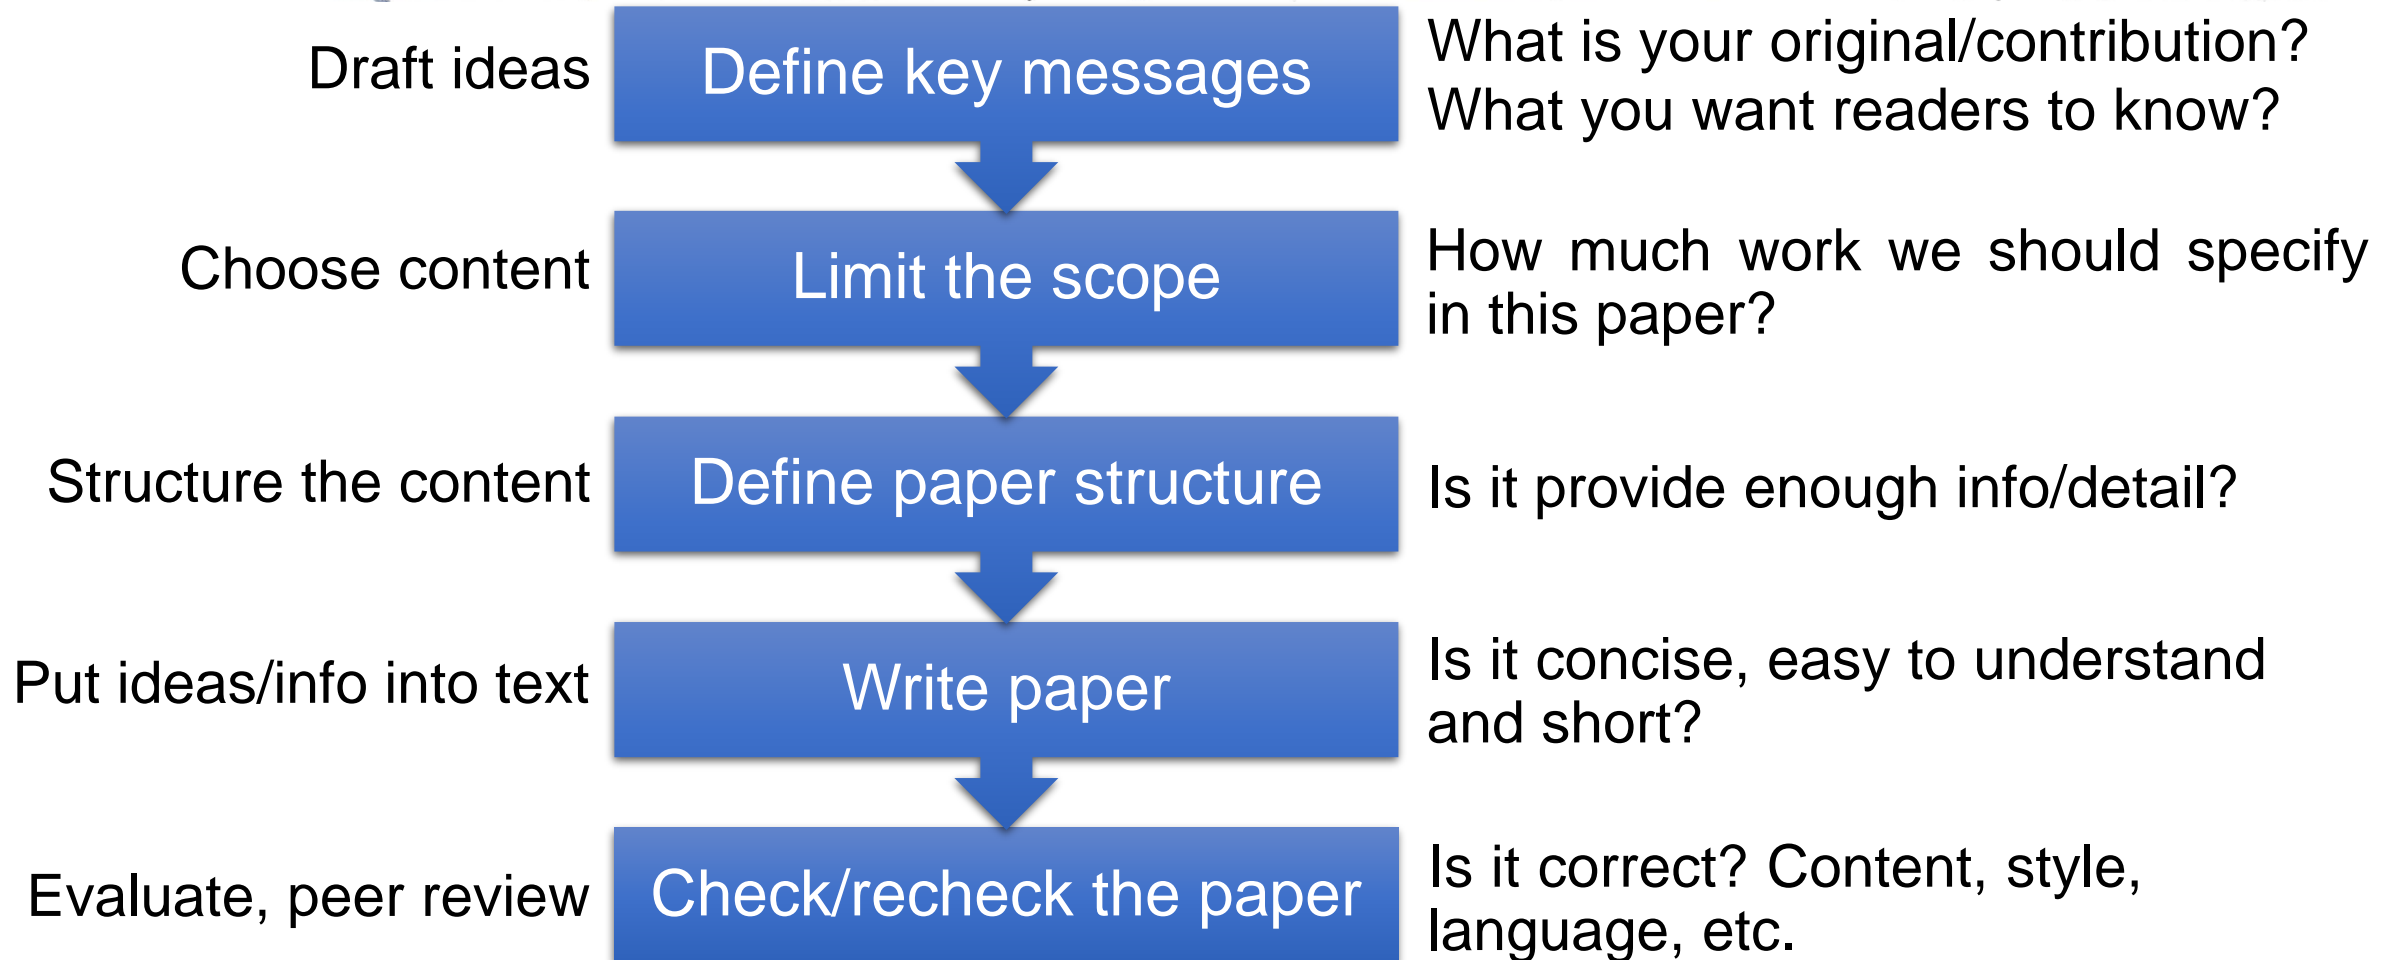 Draft ideas
Define key messages
What is your original/contribution?
What you want readers to know?
Choose content
Limit the scope
How much work we should specify
in this paper?
Structure the content
Define paper structure
Is it provide enough info/detail?
Put ideas/info into text
Write paper
Is it concise, easy to understand
and short?
Evaluate, peer review
Check/recheck the paper
Is it correct? Content, style,
language, etc.